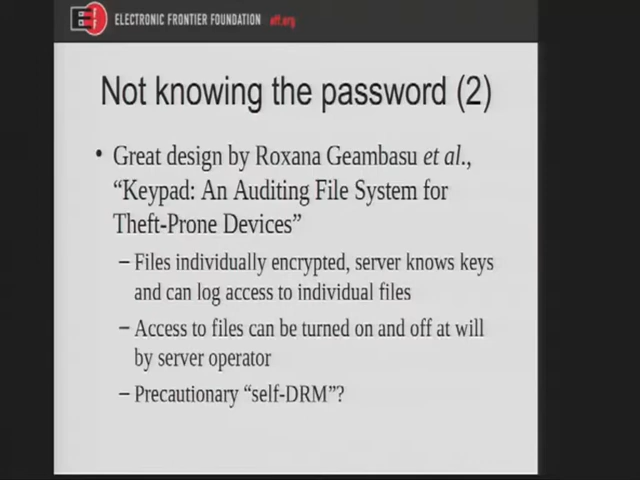 ELECTRONIC FRONTIER FOUNDATION eff.org
Not knowing the password (2)
• Great design by Roxana Geambasu et al.,
“Keypad: An Auditing File System for
Theft-Prone Devices”
– Files individually encrypted, server knows keys
and can log access to individual files
– Access to files can be turned on and off at will
by server operator
– Precautionary “self-DRM”?